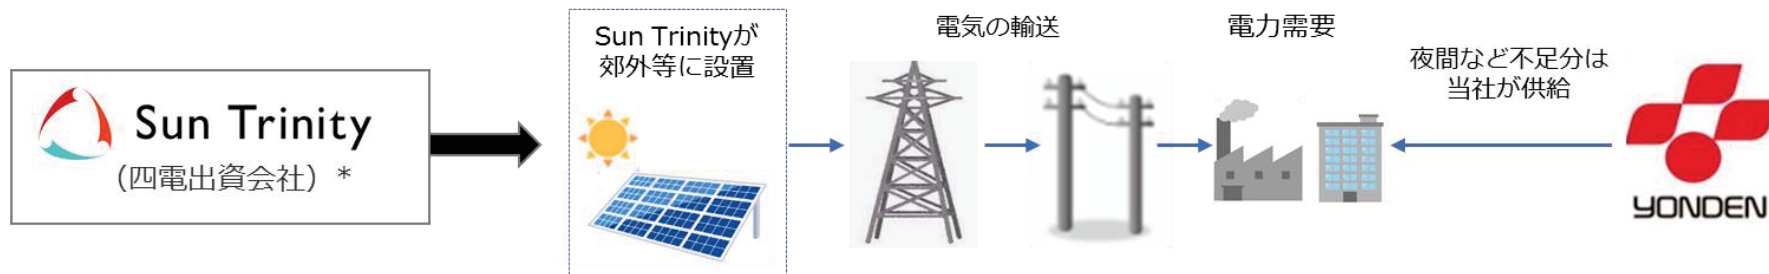 Sun Trinity
(四電出資会社)*
Sun Trinityが
郊外等に設置
電気の輸送
電力需要
夜間など不足分は
当社が供給
YONDEN